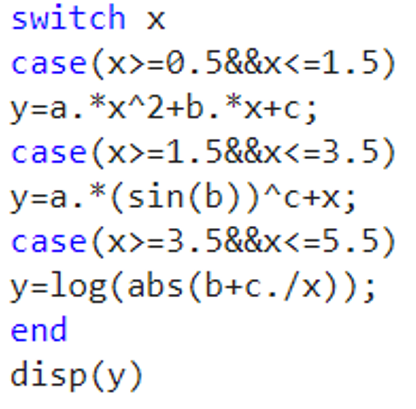 switch x
case(x>=0.5&&x<=1.5)
y=a.*x^2+b.*x+c;
case(x>=1.5&&x<=3.5)
y=a.*(sin(b))^c+x;
case(x>=3.5&&x<=5.5)
y=log(abs(b+c./x));
end
disp(y)